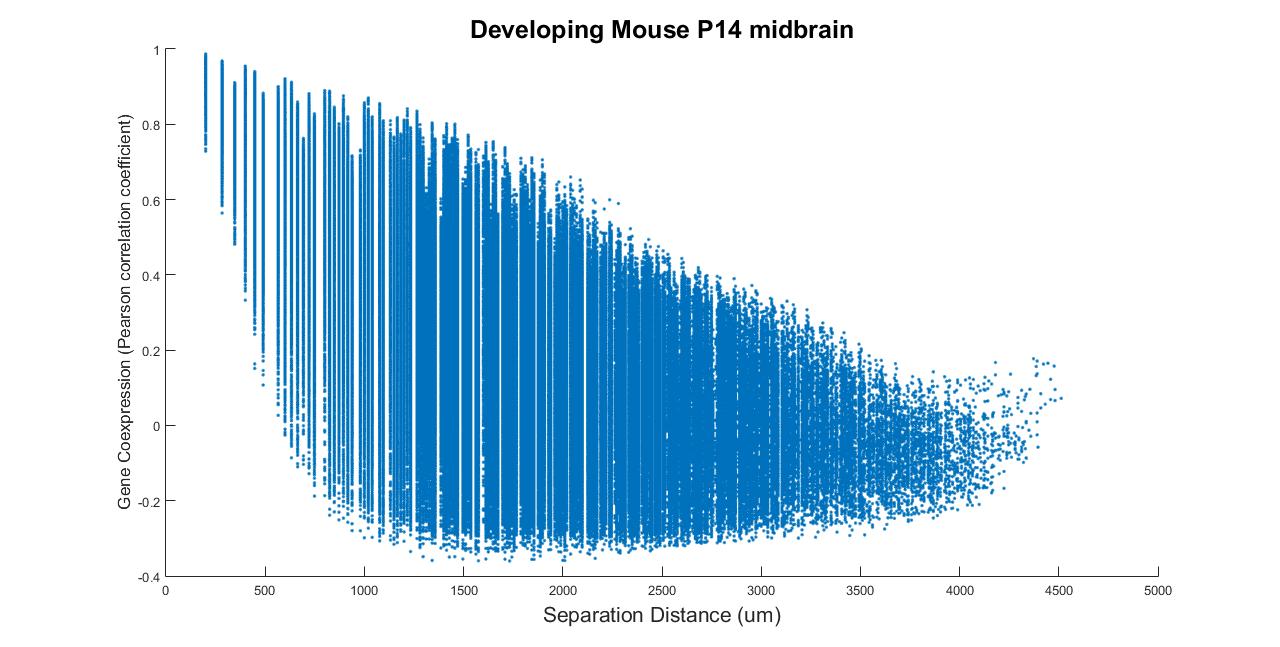 Developing Mouse P14 midbrain
Gene Coexpression (Pearson correlation coefficient)
1
0.8
0.6
0.4
0.2
0
-0.2
-0.4
0 500 1000 1500 2000 2500 3000 3500 4000 4500 5000
Separation Distance (um)